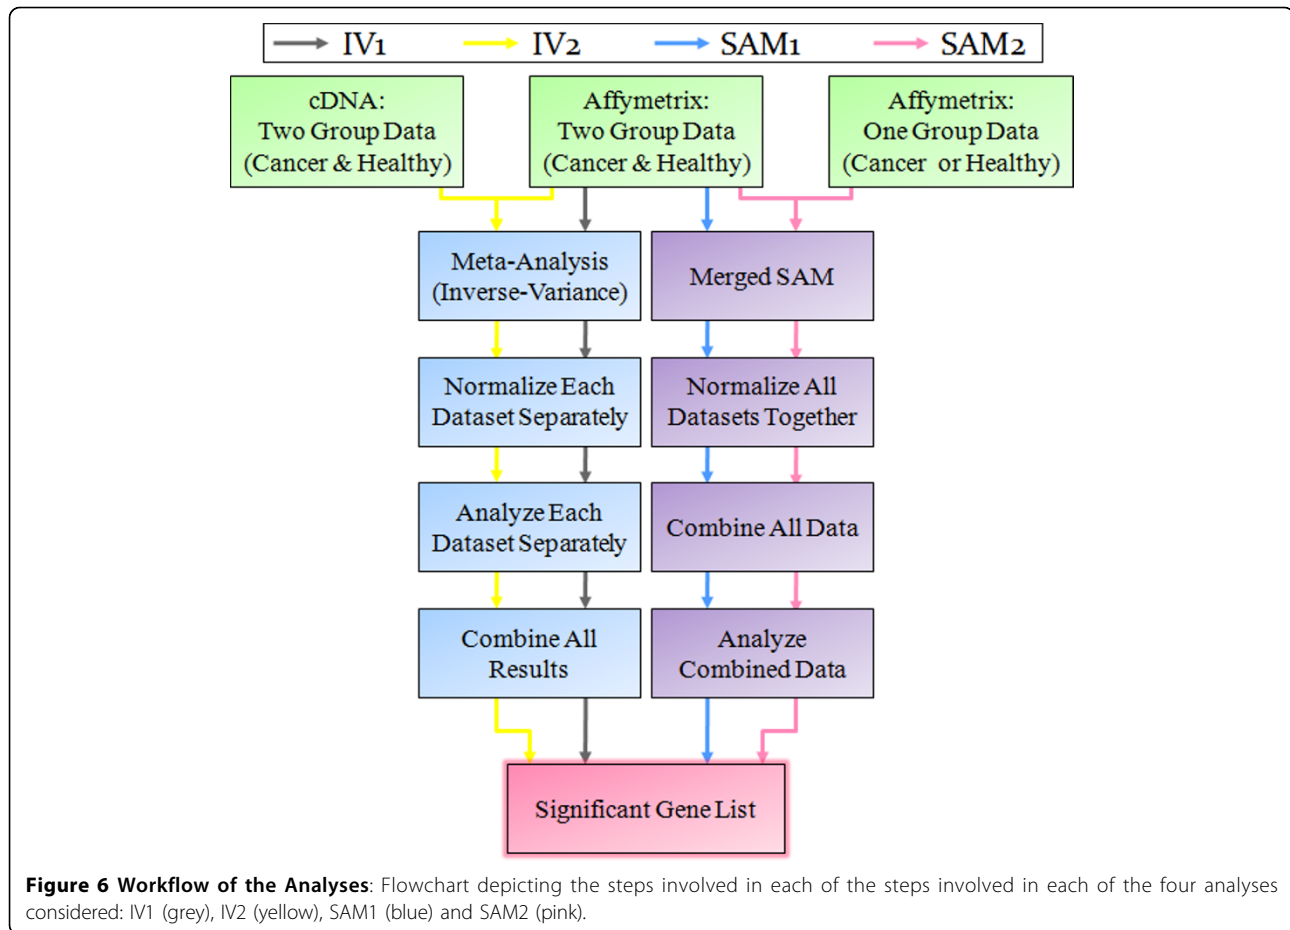 IV1 IV2 SAM1 SAM2
cDNA:
Two Group Data
(Cancer & Healthy)
Affymetrix:
Two Group Data
(Cancer & Healthy)
Affymetrix:
One Group Data
(Cancer or Healthy)
Meta-Analysis
(Inverse-Variance)
Merged SAM
Normalize Each
Dataset Separately
Normalize All
Datasets Together
Analyze Each
Dataset Separately
Combine All Data
Combine All
Results
Analyze
Combined Data
Significant Gene List
Figure 6 Workflow of the Analyses: Flowchart depicting the steps involved in each of the steps involved in each of the four analyses
considered: IV1 (grey), IV2 (yellow), SAM1 (blue) and SAM2 (pink).